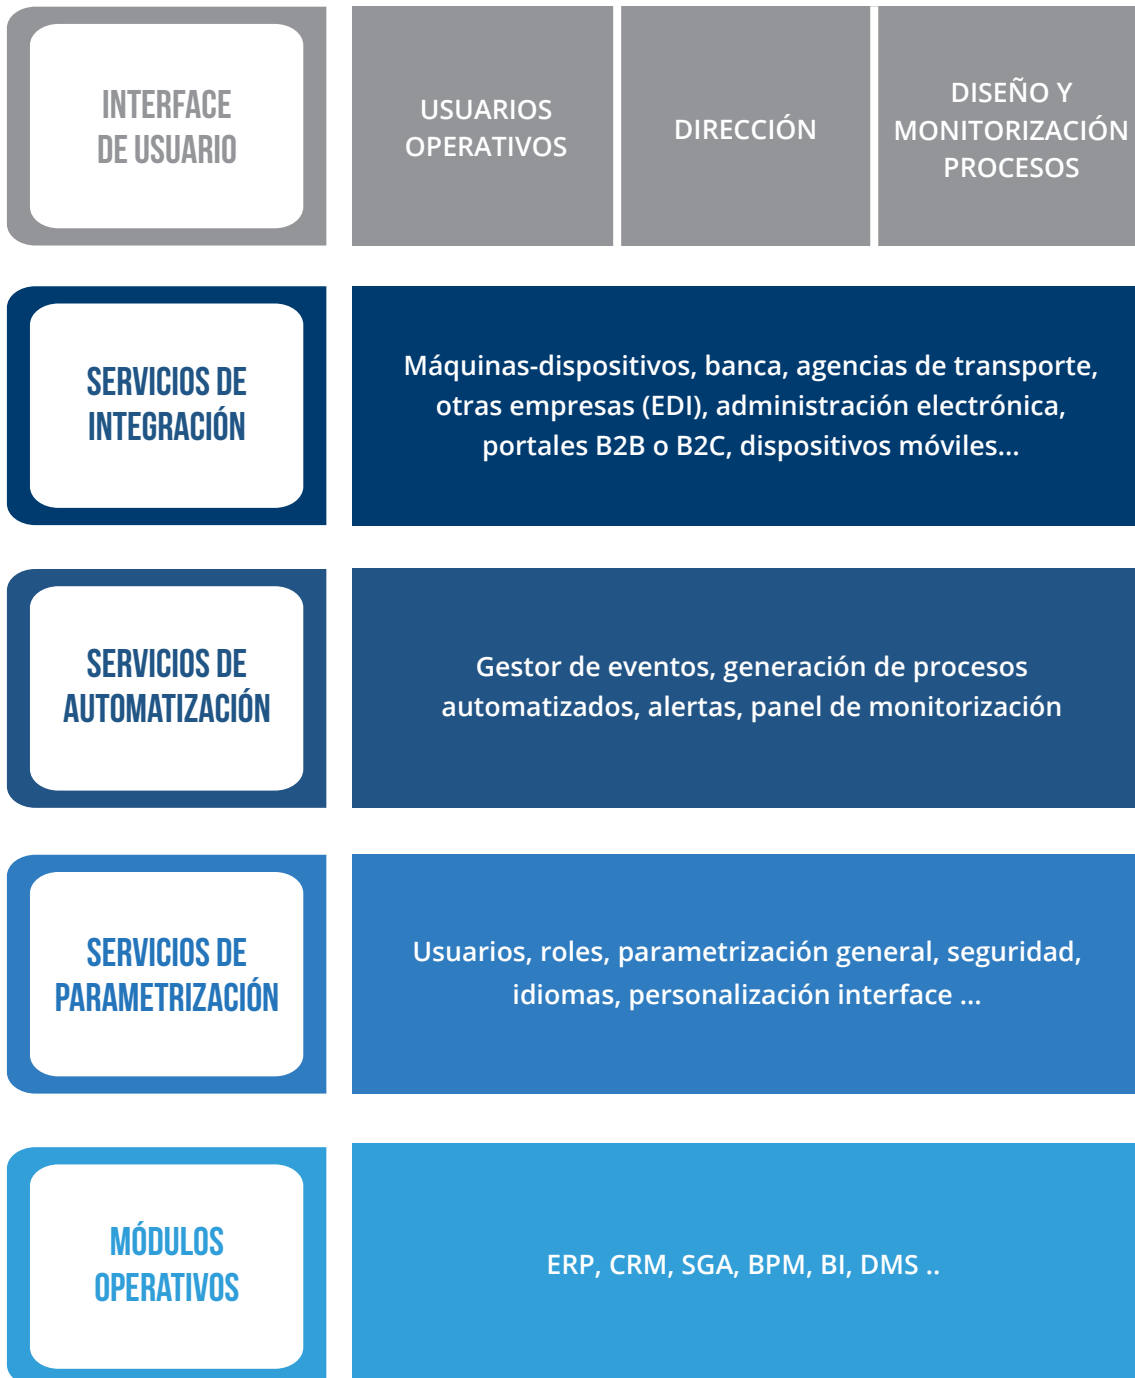 INTERFACE
DE USUARIO
USUARIOS
OPERATIVOS
DIRECCIÓN
DISEÑO Y
MONITORIZACIÓN
PROCESOS
SERVICIOS DE
INTEGRACIÓN
Máquinas-dispositivos, banca, agencias de transporte,
otras empresas (EDI), administración electrónica,
portales B2B o B2C, dispositivos móviles...
SERVICIOS DE
AUTOMATIZACIÓN
Gestor de eventos, generación de procesos
automatizados, alertas, panel de monitorización
SERVICIOS DE
PARAMETRIZACIÓN
Usuarios, roles, parametrización general, seguridad,
idiomas, personalización interface ...
MÓDULOS
OPERATIVOS
ERP, CRM, SGA, BPM, BI, DMS ..